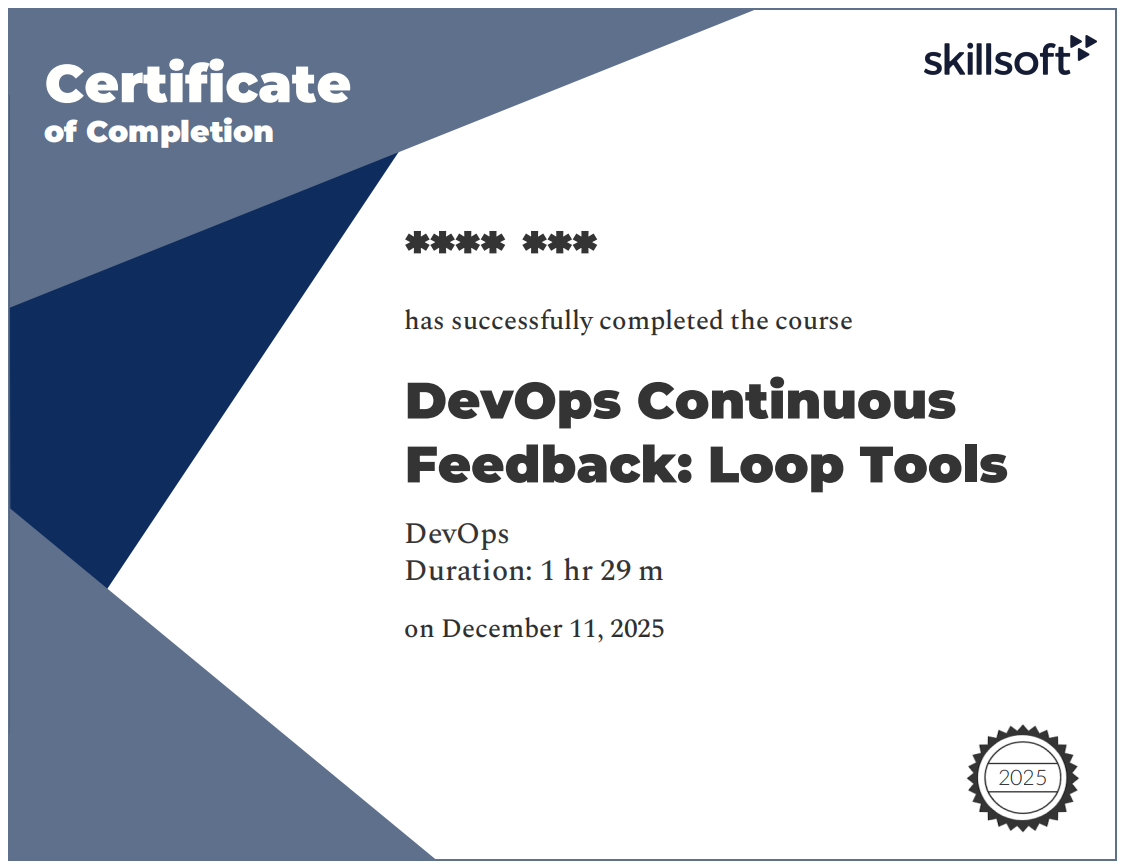 Certificate
of Completion
skillsoft
**** ***
has successfully completed the course
DevOps Continuous
Feedback: Loop Tools
DevOps
Duration: 1 hr 29 m
on December 11, 2025
2025